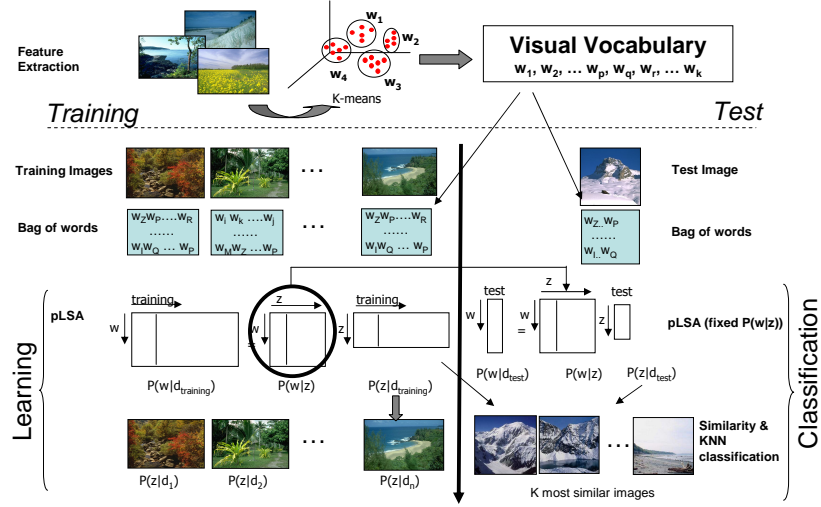 Feature
Extraction
w1
w2
w4
w3
K-means
Visual Vocabulary
w1, w2, … wp, wq, wr, … wk
Training
Test
Training Images
...
Test Image
Bag of words
wZwP….wR
……
wIwQ … wP
wi wk ….wj
……
wMwZ … wP
...
wZwP….wR
……
wIwQ … wP
wZ..wP
……
wI..wQ
Bag of words
Learning
pLSA
training
w
=
z
w
training
z
test
w
=
z
w
test
z
pLSA (fixed P(w|z))
Classification
P(w|dtraining)
P(w|z)
P(z|dtraining)
P(w|dtest)
P(w|z)
P(z|dtest)
...
...
Similarity &
KNN
classification
P(z|d1)
P(z|d2)
P(z|dn)
K most similar images